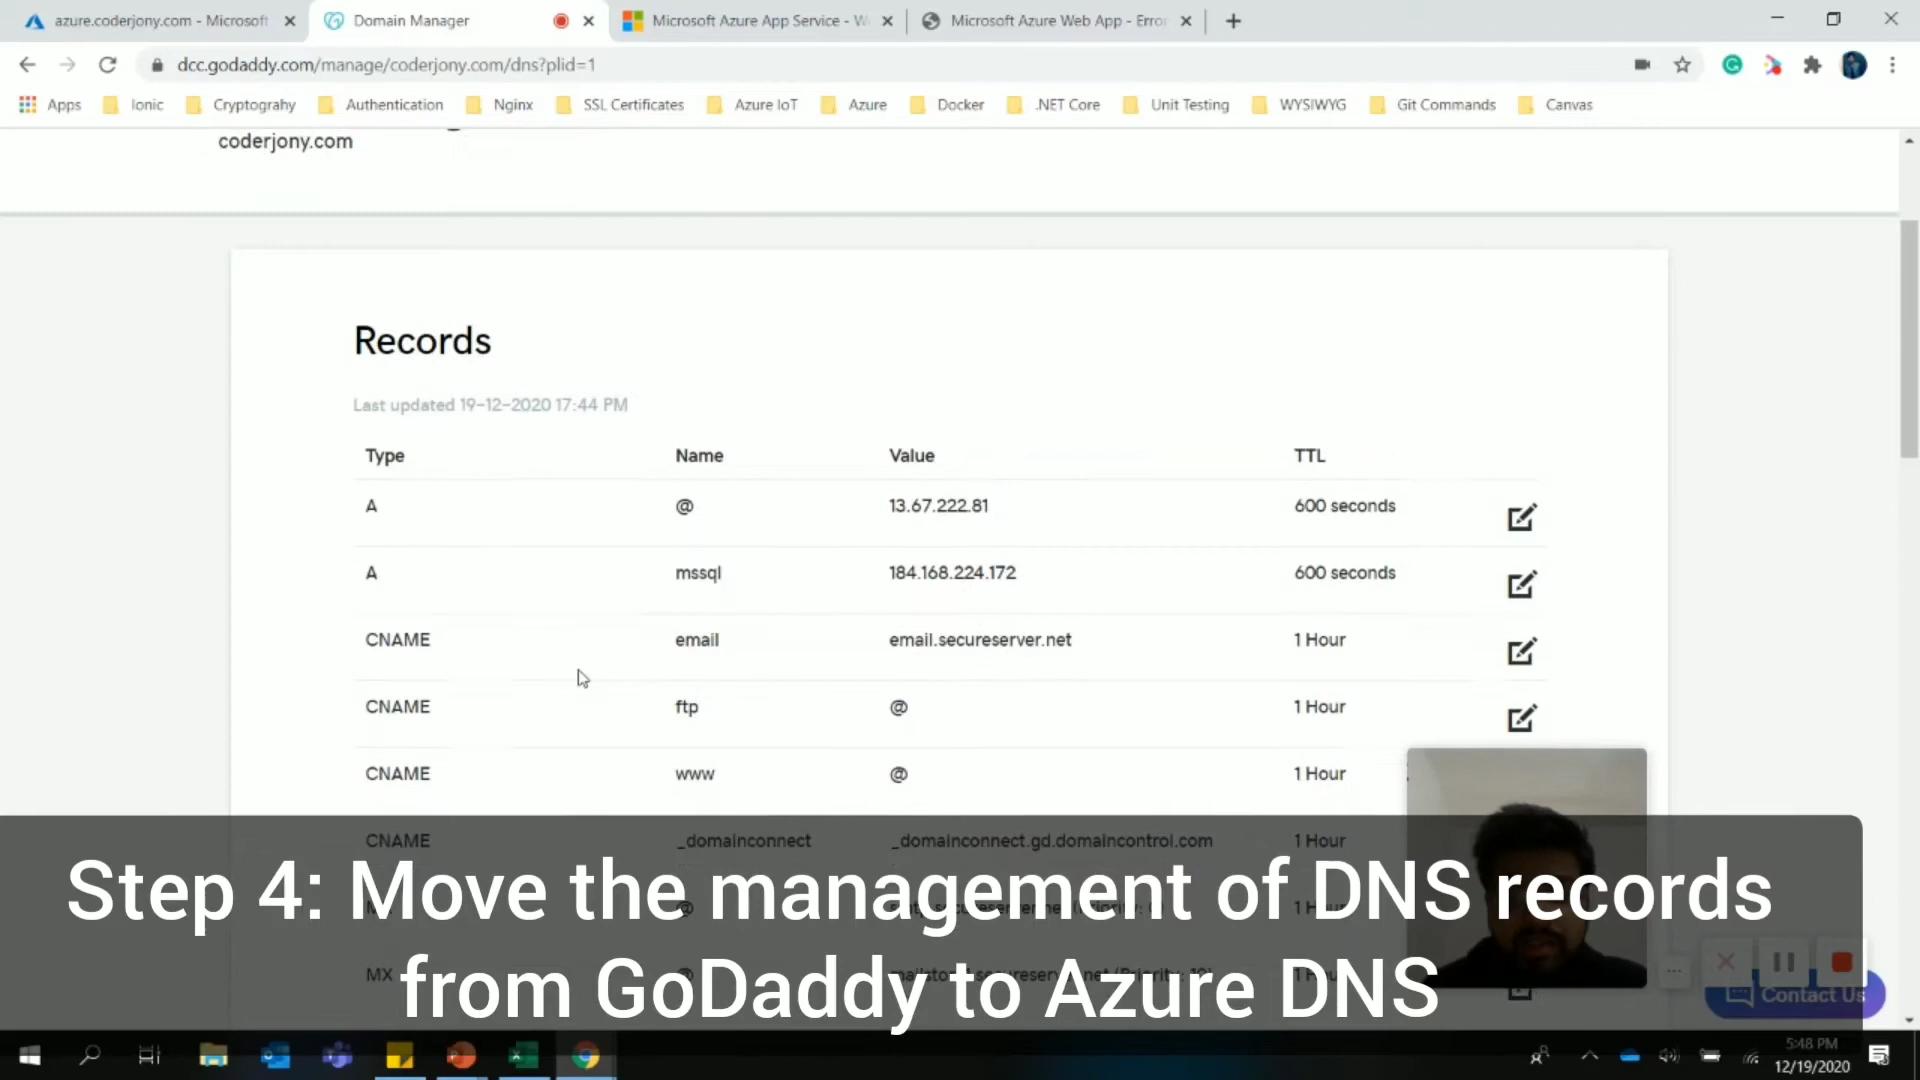 azure.coderjony.com - Microsoft
Domain Manager
Microsoft Azure App Service - W
Microsoft Azure Web App - Error
dcc.godaddy.com/manage/coderjony.com/dns?plid=1
Apps Ionic Cryptograhy Authentication Nginx SSL Certificates Azure IoT Azure Docker .NET Core Unit Testing WYSIWYG Git Commands Canvas
coderjony.com
Records
Last updated 19-12-2020 17:44 PM
Type Name Value TTL
A @ 13.67.222.81 600 seconds
A mssql 184.168.224.172 600 seconds
CNAME email email.secureserver.net 1 Hour
CNAME ftp @ 1 Hour
CNAME www @ 1 Hour
CNAME _domainconnect _domainconnect.gd.domaincontrol.com 1 Hour
Step 4: Move the management of DNS records
from GoDaddy to Azure DNS
MX @
Contact Us
5:48 PM
12/19/2020